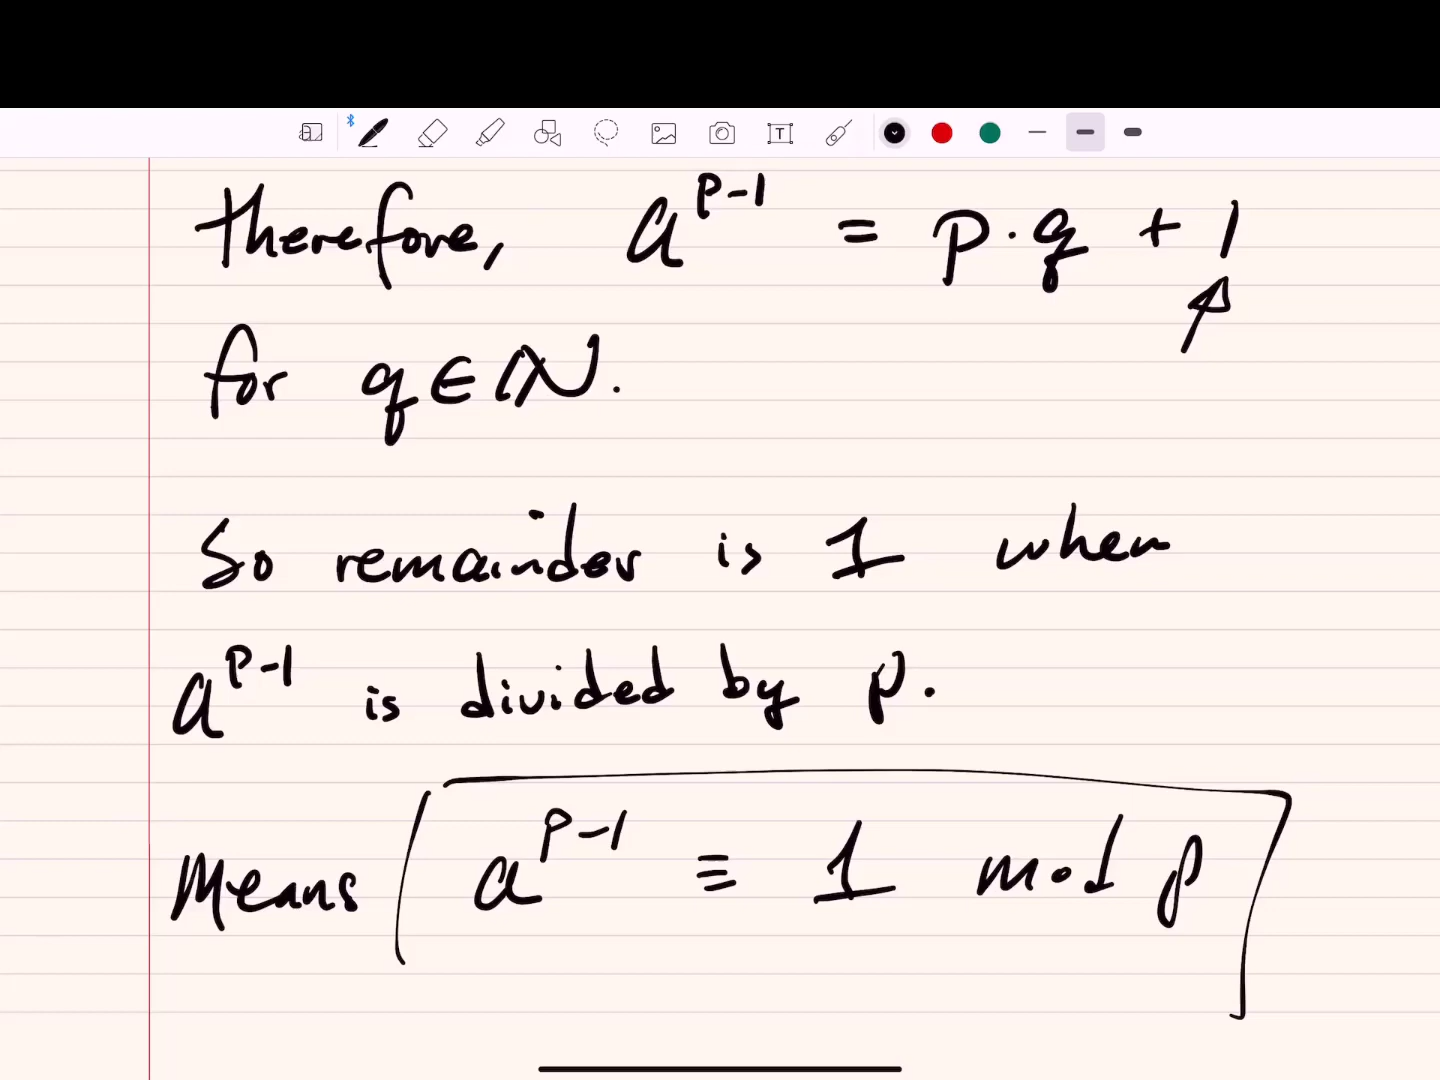 therefore, a^{p-1} = p · q + 1
for q ∈ ℕ.
So remainder is 1 when
a^{p-1} is divided by p.
Means a^{p-1} ≡ 1 mod p